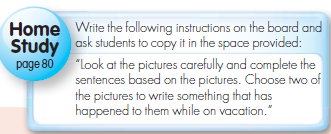 Home
Study
page 80
Write the following instructions on the board and
ask students to copy it in the space provided:
"Look at the pictures carefully and complete the
sentences based on the pictures. Choose two of
the pictures to write something that has
happened to them while on vacation."